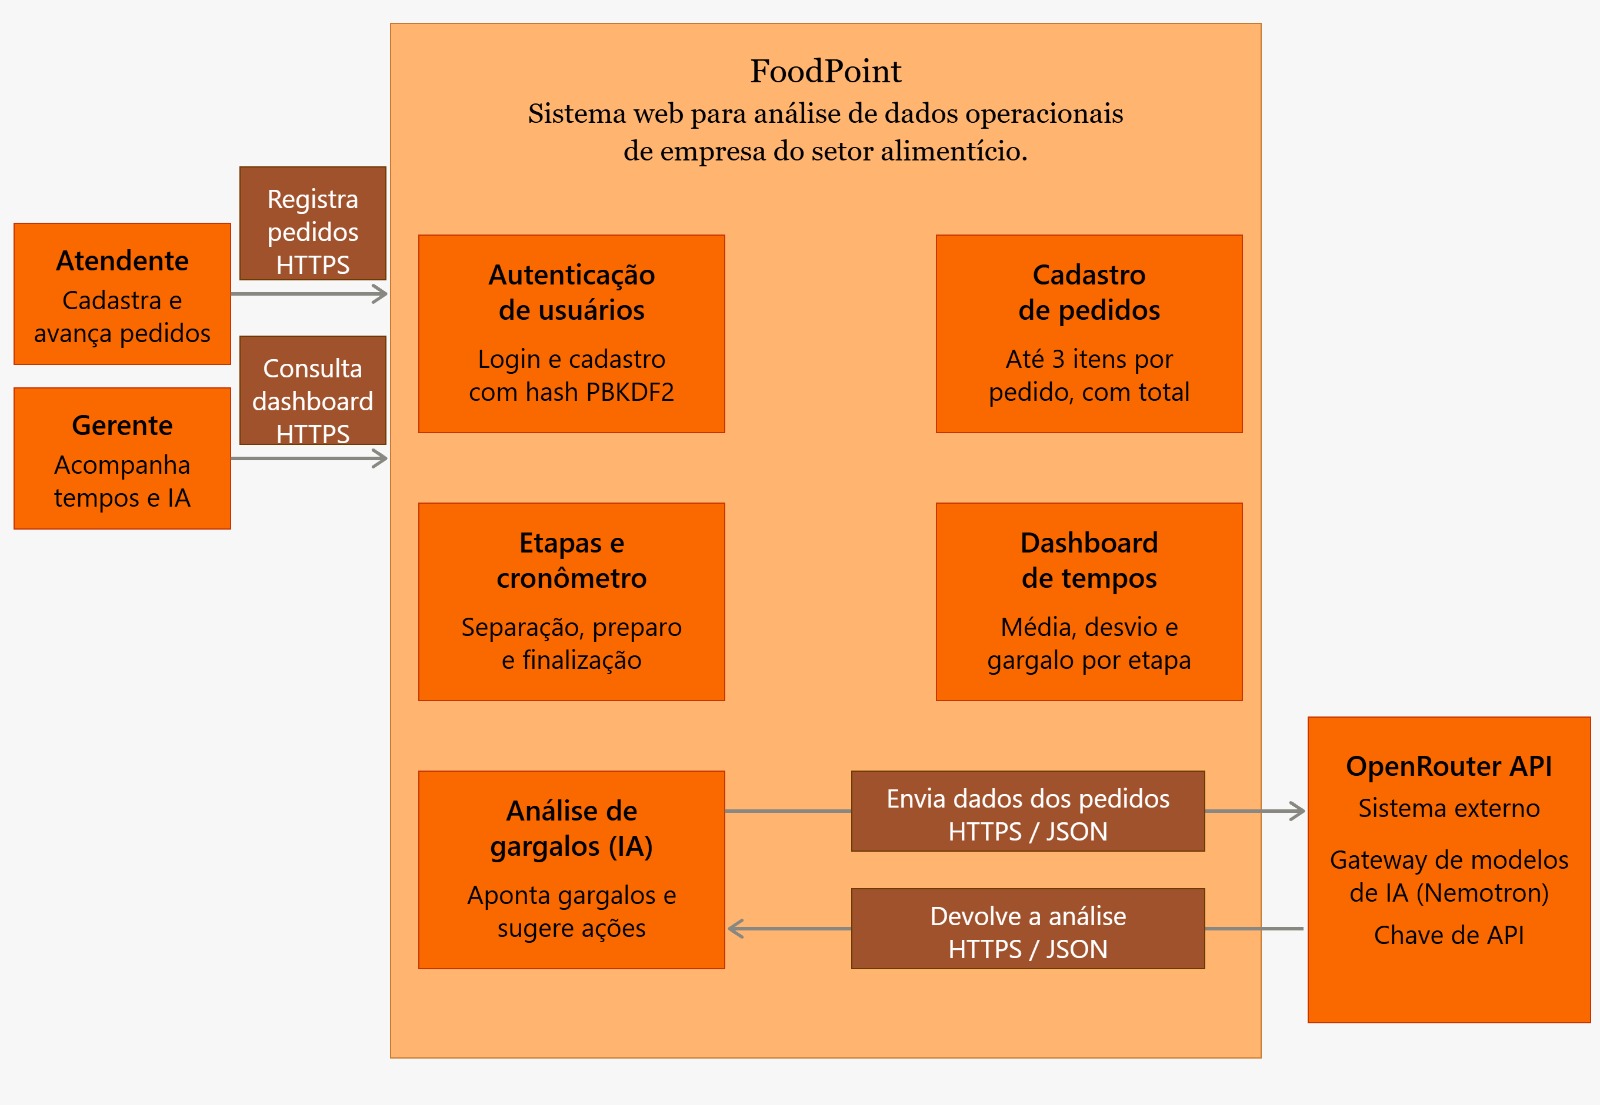 FoodPoint
Sistema web para análise de dados operacionais
de empresa do setor alimentício.
Registra
pedidos
HTTPS
Atendente
Cadastra e
avança pedidos
Consulta
dashboard
HTTPS
Gerente
Acompanha
tempos e IA
Autenticação
de usuários
Login e cadastro
com hash PBKDF2
Cadastro
de pedidos
Até 3 itens por
pedido, com total
Etapas e
cronômetro
Separação, preparo
e finalização
Dashboard
de tempos
Média, desvio e
gargalo por etapa
Análise de
gargalos (IA)
Aponta gargalos e
sugere ações
Envia dados dos pedidos
HTTPS / JSON
Devolve a análise
HTTPS / JSON
OpenRouter API
Sistema externo
Gateway de modelos
de IA (Nemotron)
Chave de API